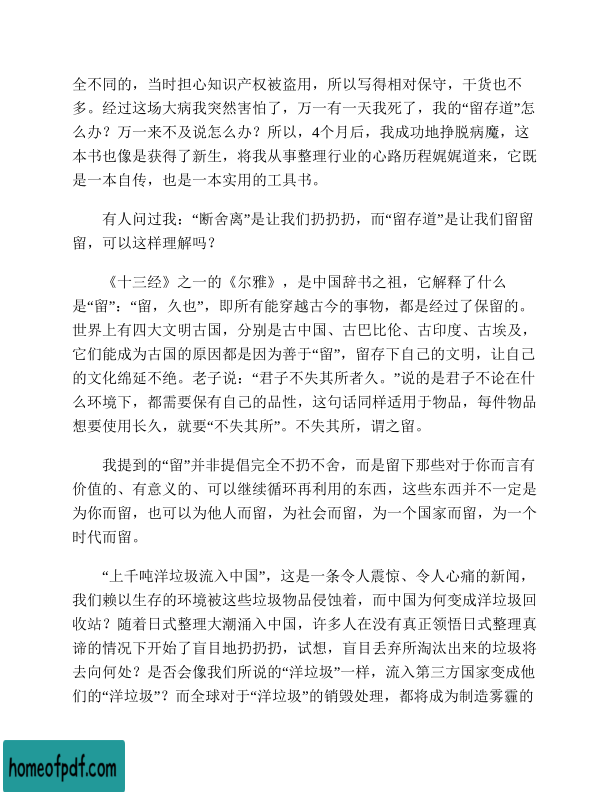 全不同的，当时担心知识产权被盗用，所以写得相对保守，干货也不
多。经过这场大病我突然害怕了，万一有一天我死了，我的“留存道”怎
么办？万一来不及说怎么办？所以，4个月后，我成功地挣脱病魔，这
本书也像是获得了新生，将我从事整理行业的心路历程娓娓道来，它既
是一本自传，也是一本实用的工具书。
有人问过我：“断舍离”是让我们扔扔扔，而“留存道”是让我们留留
留，可以这样理解吗？
《十三经》之一的《尔雅》，是中国辞书之祖，它解释了什么
是“留”：“留，久也”，即所有能穿越古今的事物，都是经过了保留的。
世界上有四大文明古国，分别是古中国、古巴比伦、古印度、古埃及，
它们能成为古国的原因都是因为善于“留”，留存下自己的文明，让自己
的文化绵延不绝。老子说：“君子不失其所者久。”说的是君子不论在什
么环境下，都需要保有自己的品性，这句话同样适用于物品，每件物品
想要使用长久，就要“不失其所”。不失其所，谓之留。
我提到的“留”并非提倡完全不扔不舍，而是留下那些对于你而言有
价值的、有意义的、可以继续循环再利用的东西，这些东西并不一定是
为你而留，也可以为他人而留，为社会而留，为一个国家而留，为一个
时代而留。
“上千吨洋垃圾流入中国”，这是一条令人震惊、令人心痛的新闻，
我们赖以生存的环境被这些垃圾物品侵蚀着，而中国为何变成洋垃圾回
收站？随着日式整理大潮涌入中国，许多人在没有真正领悟日式整理真
谛的情况下开始了盲目地扔扔扔，试想，盲目丢弃所淘汰出来的垃圾将
去向何处？是否会像我们所说的“洋垃圾”一样，流入第三方国家变成他
们的“洋垃圾”？而全球对于“洋垃圾”的销毁处理，都将成为制造雾霾的
homeofpdf.com